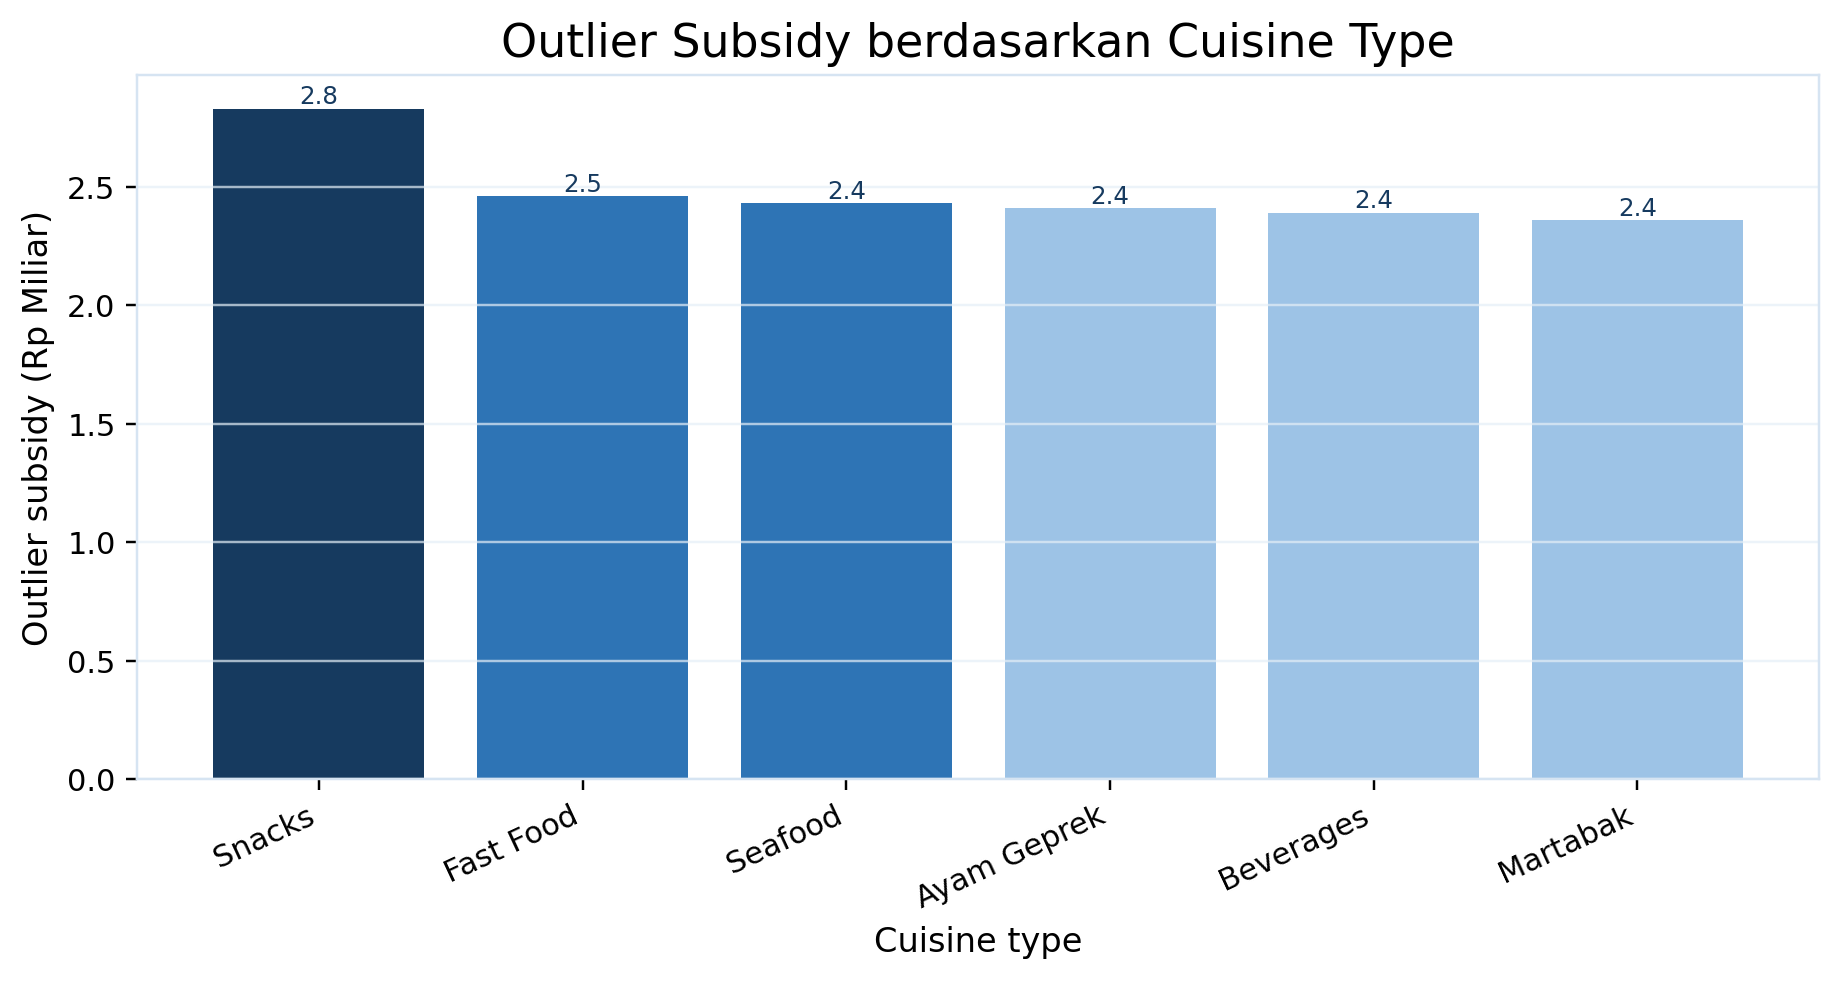 Outlier Subsidy berdasarkan Cuisine Type
Outlier subsidy (Rp Miliar)
2.5
2.0
1.5
1.0
0.5
0.0
2.8
2.5
2.4
2.4
2.4
2.4
Snacks
Fast Food
Seafood
Ayam Geprek
Beverages
Martabak
Cuisine type